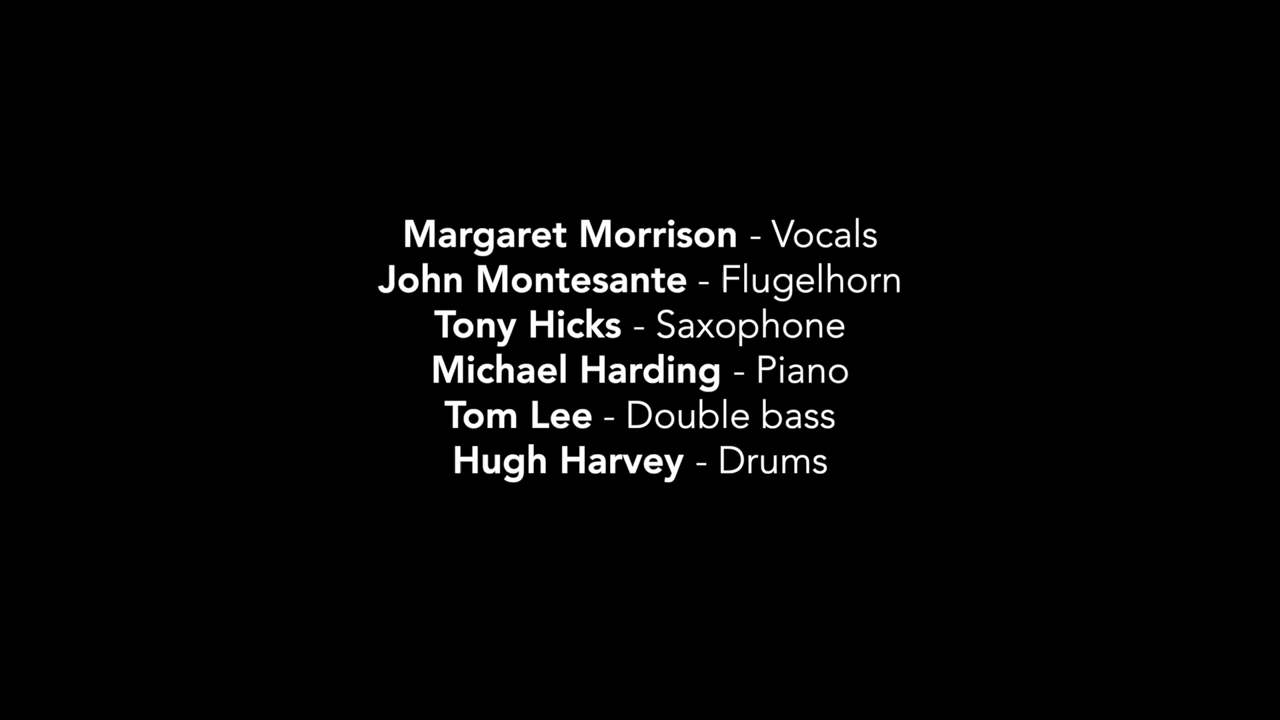 Margaret Morrison - Vocals
John Montesante - Flugelhorn
Tony Hicks - Saxophone
Michael Harding - Piano
Tom Lee - Double bass
Hugh Harvey - Drums